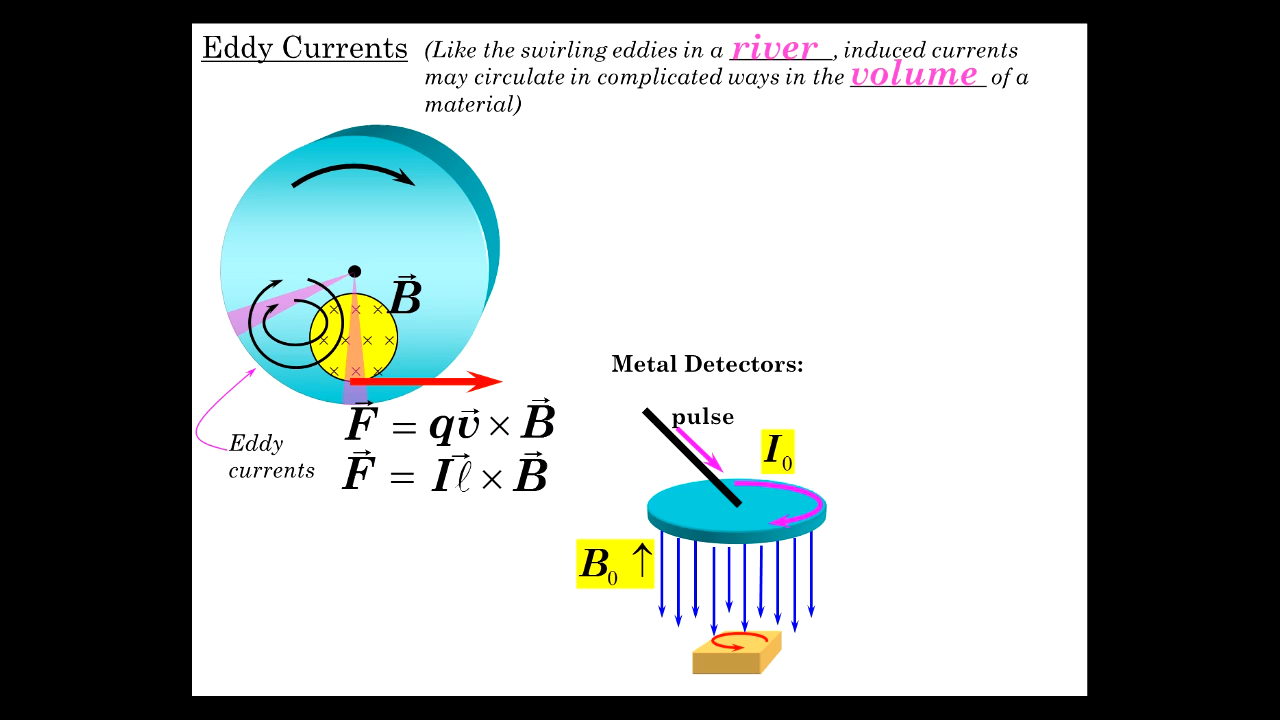 Eddy Currents (Like the swirling eddies in a river, induced currents
may circulate in complicated ways in the volume of a
material)
B⃗
× × ×
× × × ×
× × ×
Eddy
currents
F⃗ = qv⃗ × B⃗
F⃗ = Iℓ⃗ × B⃗
Metal Detectors:
pulse
I₀
B₀ ↑